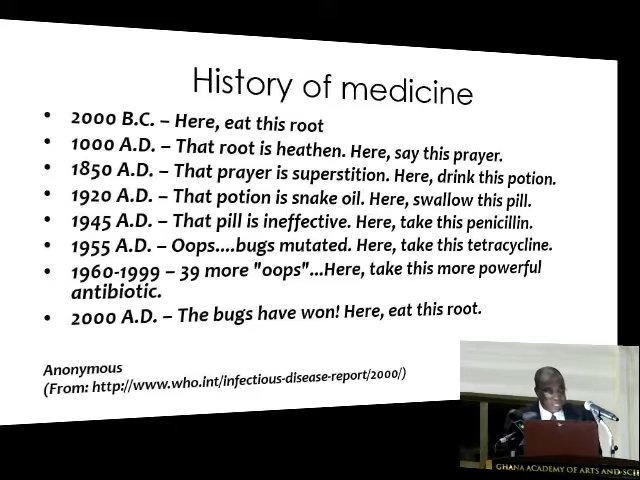 History of medicine
• 2000 B.C. – Here, eat this root
• 1000 A.D. – That root is heathen. Here, say this prayer.
• 1850 A.D. – That prayer is superstition. Here, drink this potion.
• 1920 A.D. – That potion is snake oil. Here, swallow this pill.
• 1945 A.D. – That pill is ineffective. Here, take this penicillin.
• 1955 A.D. – Oops....bugs mutated. Here, take this tetracycline.
• 1960-1999 – 39 more "oops"...Here, take this more powerful
antibiotic.
• 2000 A.D. – The bugs have won! Here, eat this root.
Anonymous
(From: http://www.who.int/infectious-disease-report/2000/)
GHANA ACADEMY OF ARTS AND SCIE